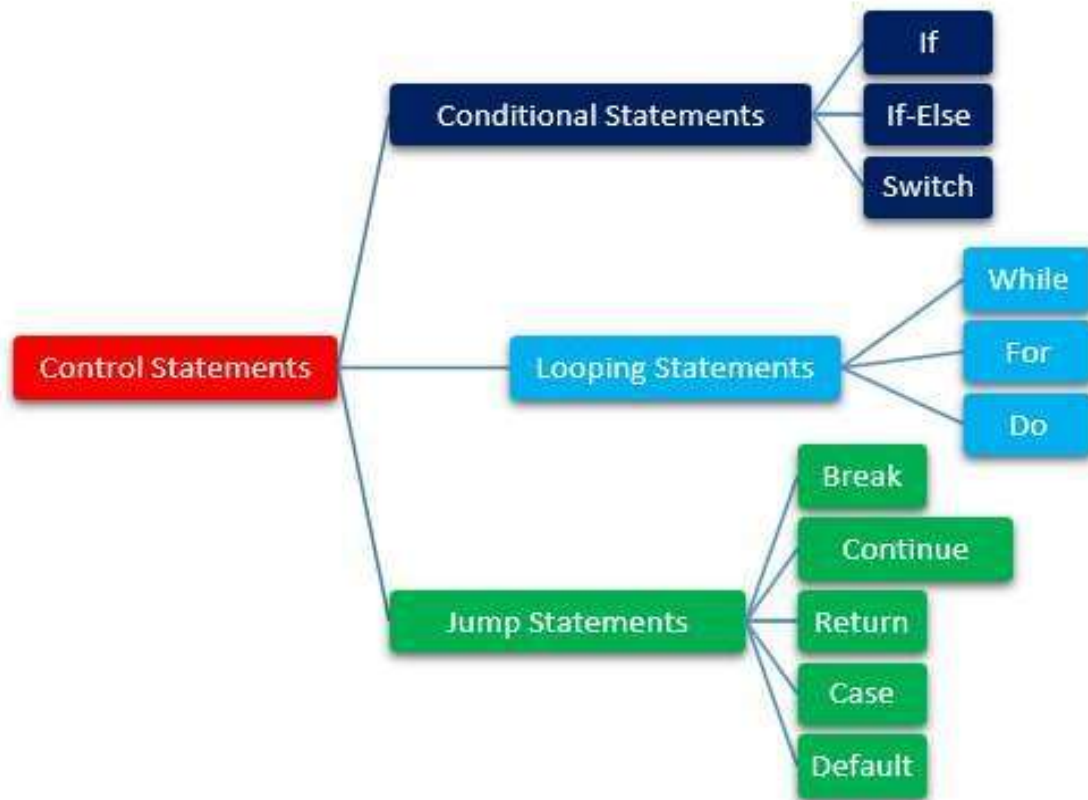 Control Statements
Conditional Statements
If
If-Else
Switch
Looping Statements
While
For
Do
Jump Statements
Break
Continue
Return
Case
Default